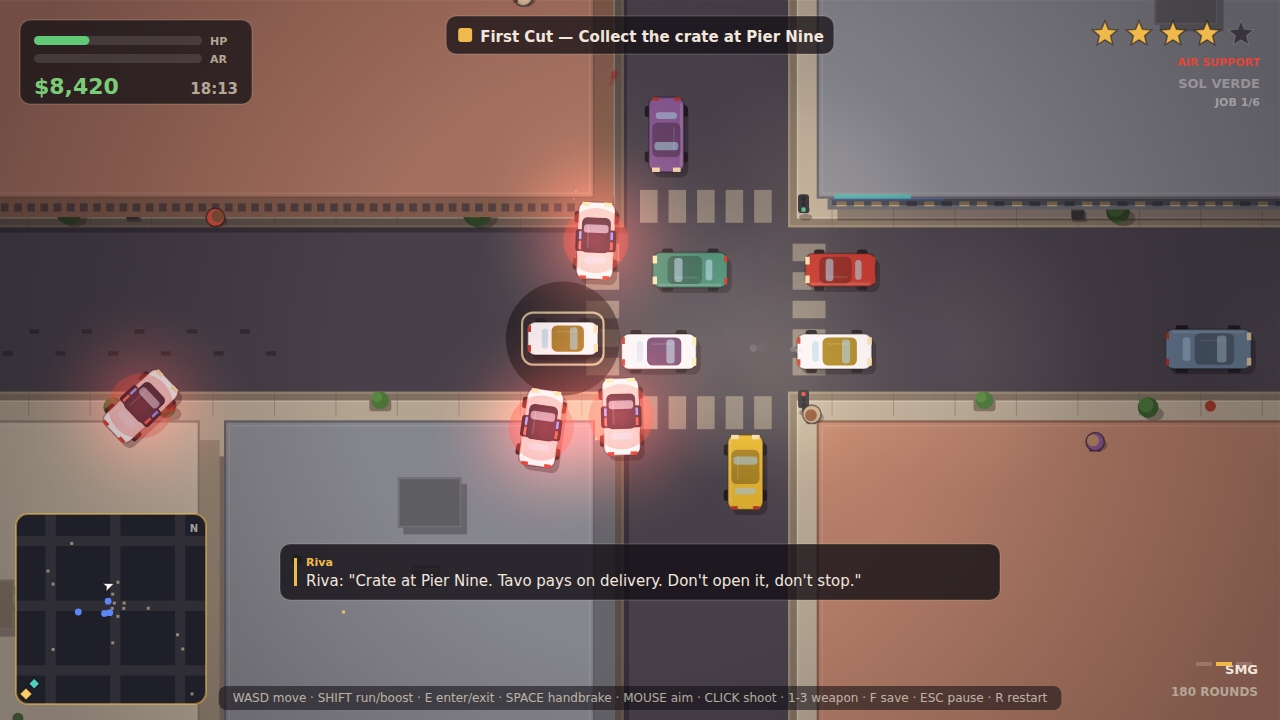 HP
AR
$8,420 18:13
First Cut — Collect the crate at Pier Nine
AIR SUPPORT
SOL VERDE
JOB 1/6
N
Riva
Riva: "Crate at Pier Nine. Tavo pays on delivery. Don't open it, don't stop."
SMG
180 ROUNDS
WASD move · SHIFT run/boost · E enter/exit · SPACE handbrake · MOUSE aim · CLICK shoot · 1-3 weapon · F save · ESC pause · R restart